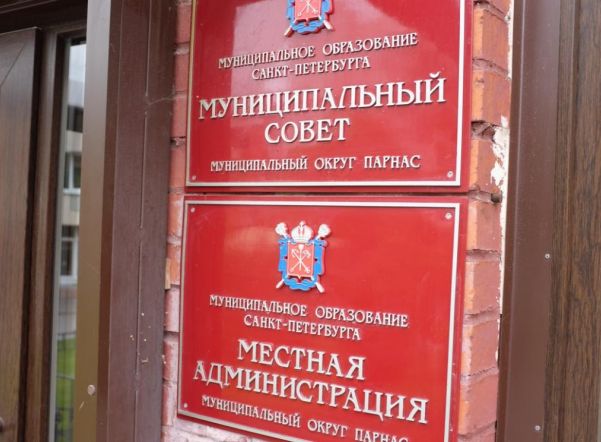 МУНИЦИПАЛЬНОЕ ОБРАЗОВАНИЕ
САНКТ-ПЕТЕРБУРГА
МУНИЦИПАЛЬНЫЙ
СОВЕТ
МУНИЦИПАЛЬНЫЙ ОКРУГ ПАРНАС
МУНИЦИПАЛЬНОЕ ОБРАЗОВАНИЕ
САНКТ-ПЕТЕРБУРГА
МЕСТНАЯ
АДМИНИСТРАЦИЯ
МУНИЦИПАЛЬНЫЙ ОКРУГ ПАРНАС